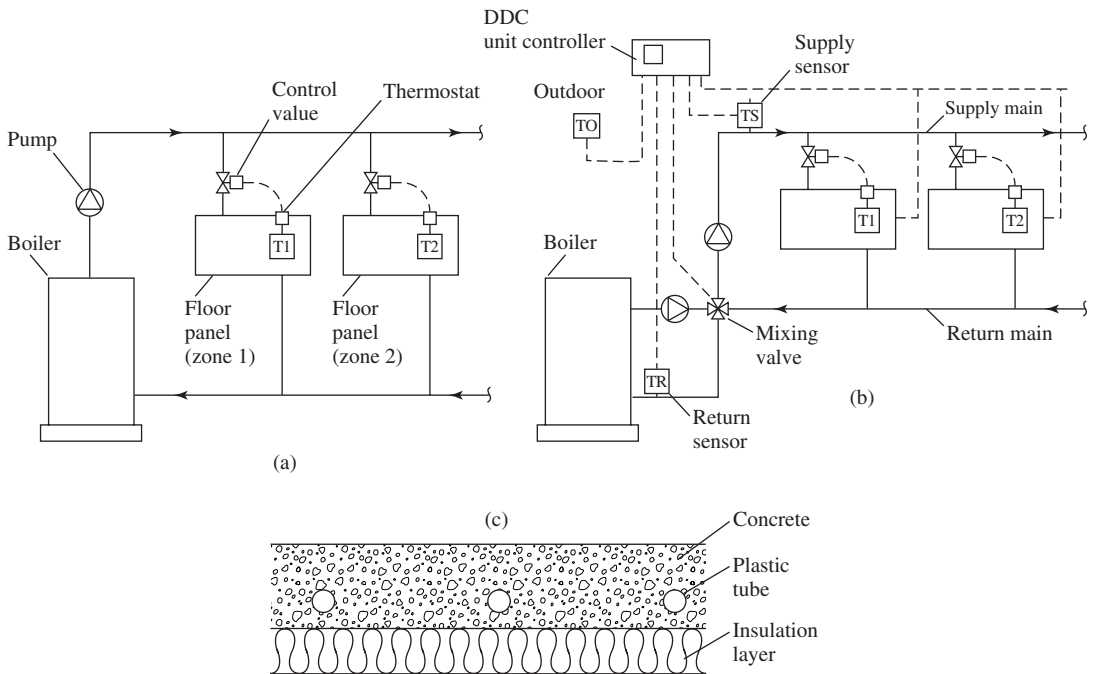 Pump
Boiler
Control
value
Thermostat
T1
T2
Floor
panel
(zone 1)
Floor
panel
(zone 2)
(a)
DDC
unit controller
Outdoor
TO
Supply
sensor
TS
Supply main
T1
T2
Boiler
Mixing
valve
Return main
TR
Return
sensor
(b)
(c)
Concrete
Plastic
tube
Insulation
layer